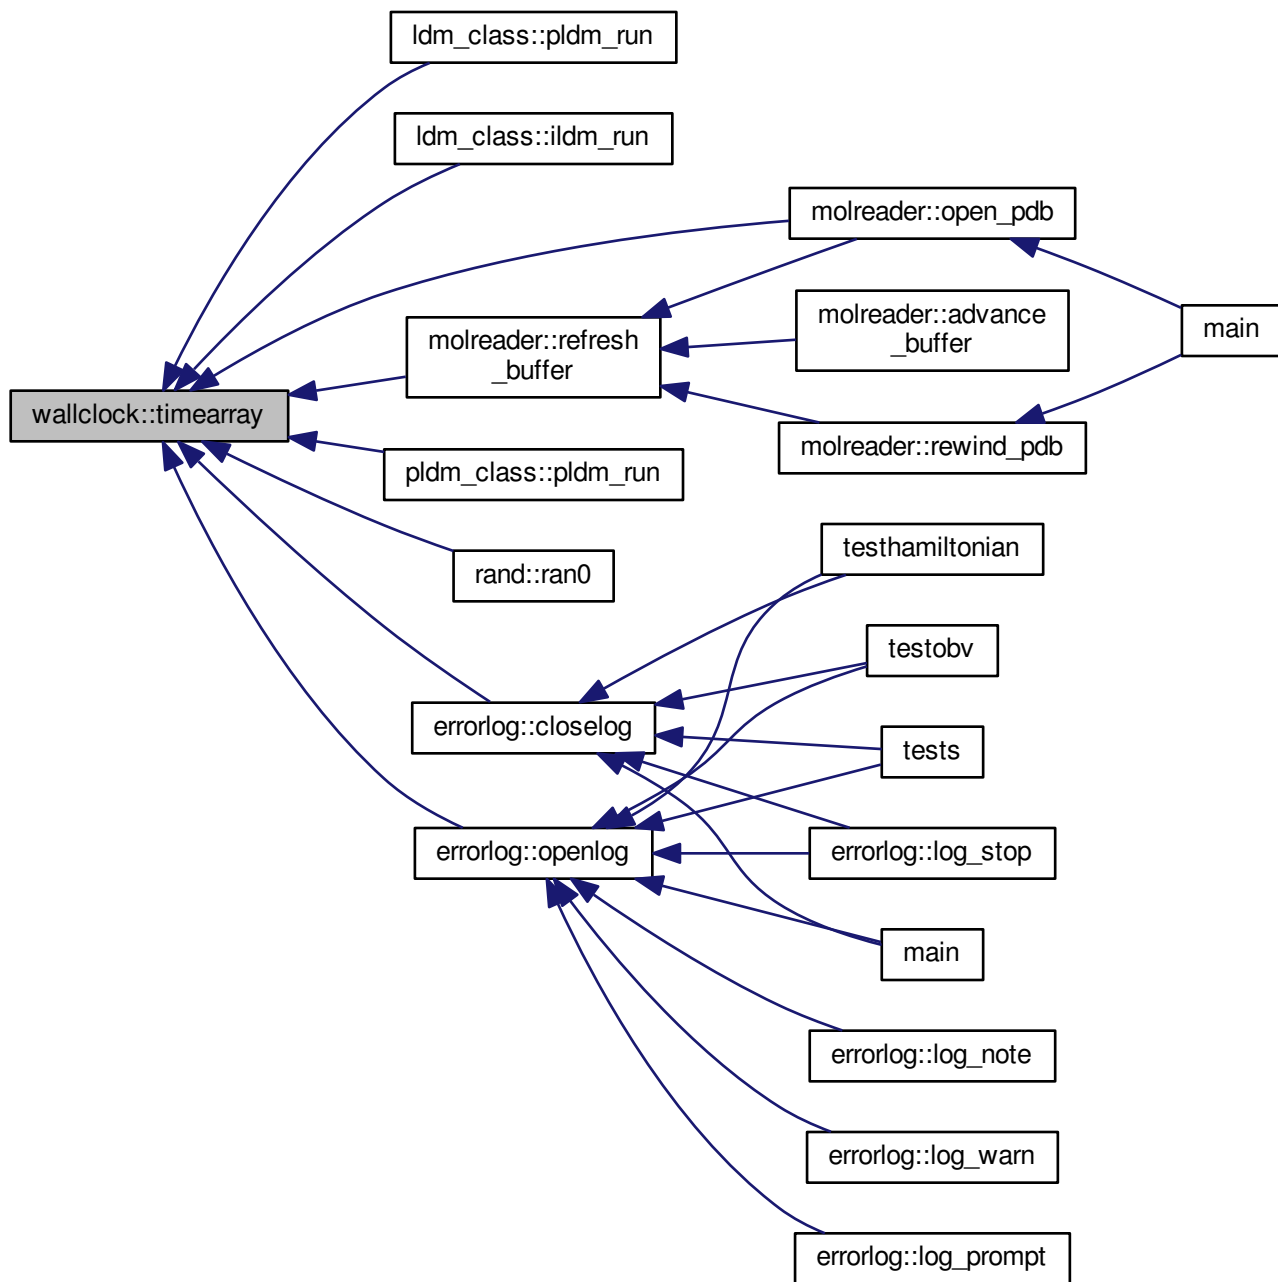 ldm_class::pldm_run
ldm_class::ildm_run
molreader::open_pdb
molreader::advance
_buffer
main
molreader::refresh
_buffer
wallclock::timearray
molreader::rewind_pdb
pldm_class::pldm_run
testhamiltonian
rand::ran0
testobv
errorlog::closelog
tests
errorlog::openlog
errorlog::log_stop
main
errorlog::log_note
errorlog::log_warn
errorlog::log_prompt